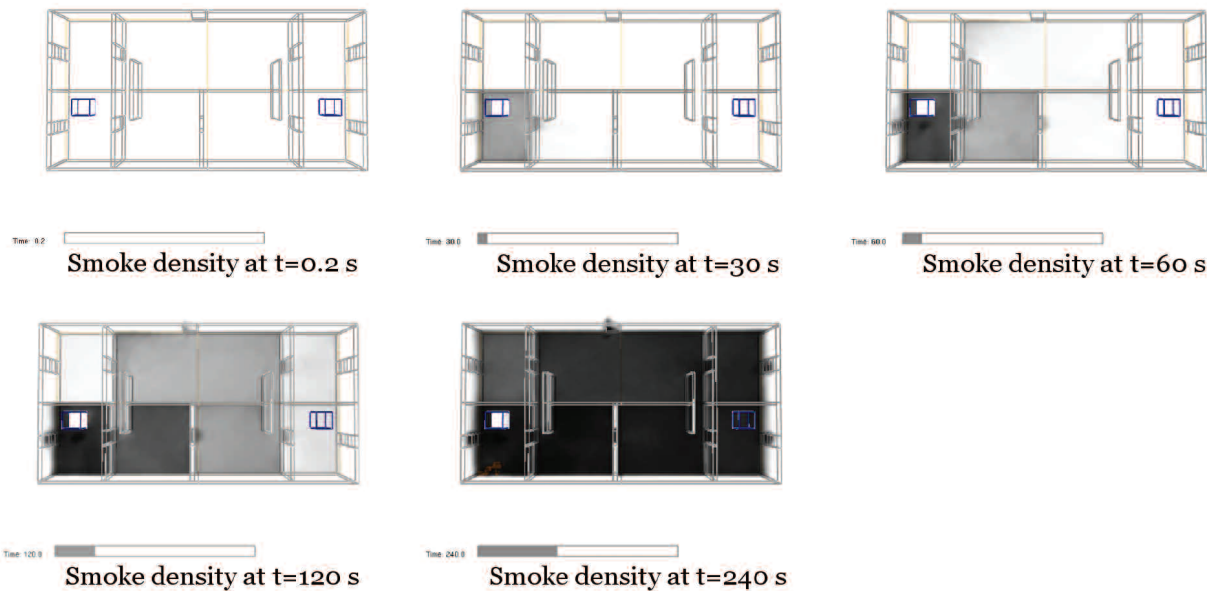 Time: 0.2
Smoke density at t=0.2 s
Time: 30.0
Smoke density at t=30 s
Time: 60.0
Smoke density at t=60 s
Time: 120.0
Smoke density at t=120 s
Time: 240.0
Smoke density at t=240 s